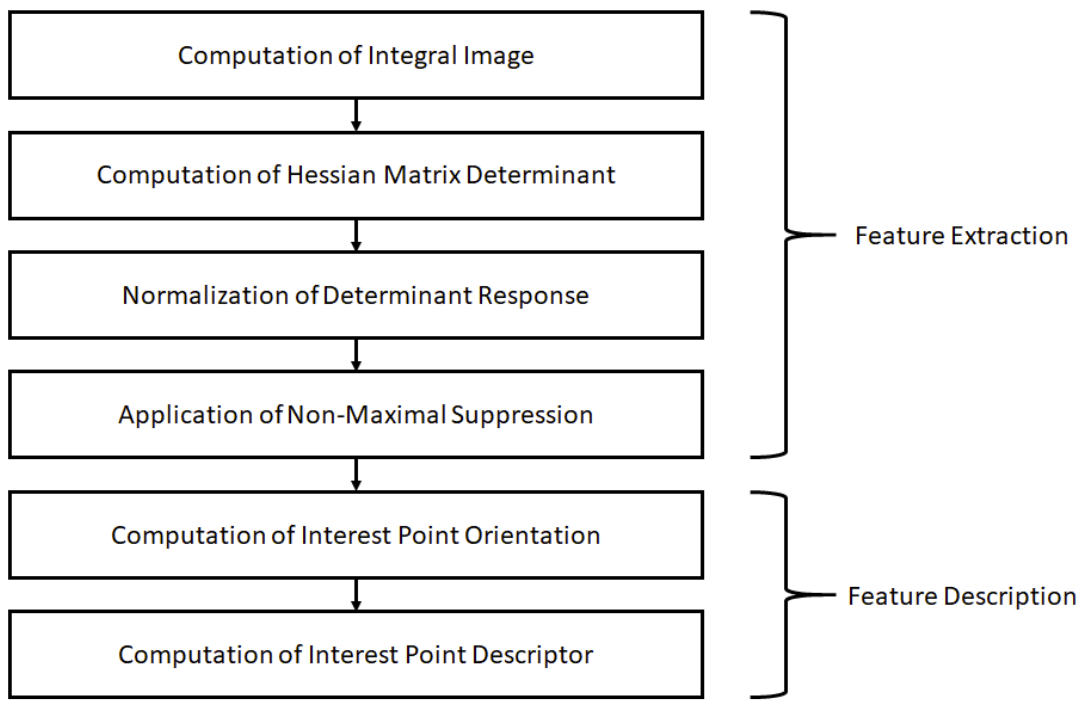 Computation of Integral Image
Computation of Hessian Matrix Determinant
Normalization of Determinant Response
Application of Non-Maximal Suppression
Feature Extraction
Computation of Interest Point Orientation
Computation of Interest Point Descriptor
Feature Description